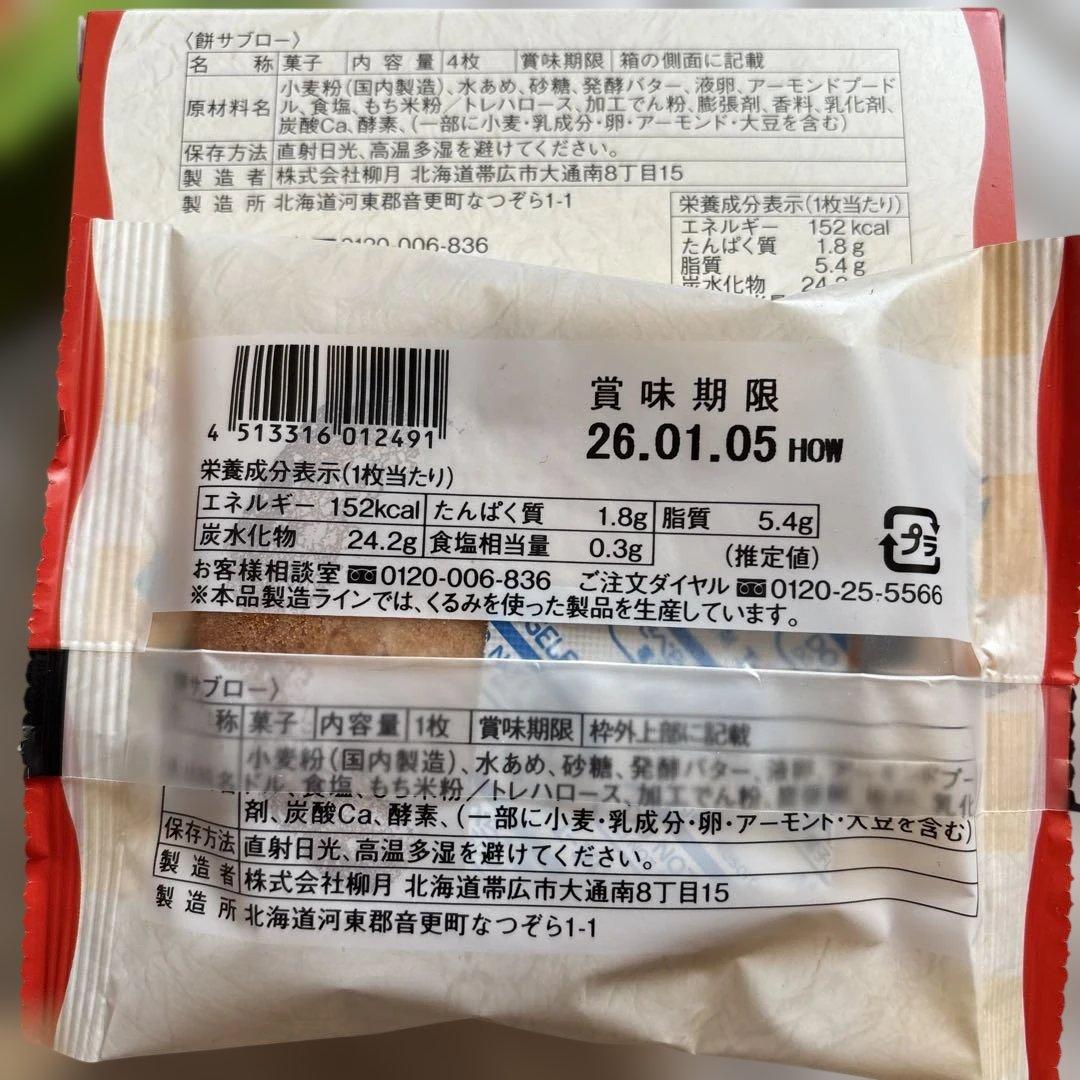 〈餅サブロー〉
名 称 菓子 内容量 4枚 賞味期限 箱の側面に記載
原材料名 小麦粉(国内製造)、水あめ、砂糖、発酵バター、液卵、アーモンドプード
ル、食塩、もち米粉/トレハロース、加工でん粉、膨張剤、香料、乳化剤、
炭酸Ca、酵素、(一部に小麦・乳成分・卵・アーモンド・大豆を含む)
保存方法 直射日光、高温多湿を避けてください。
製造者 株式会社柳月 北海道帯広市大通南8丁目15
製造所 北海道河東郡音更町なつぞら1-1
栄養成分表示(1枚当たり)
エネルギー 152kcal
たんぱく質 1.8g
脂質 5.4g
炭水化物
0120-006-836
4 513316 012491
賞味期限
26.01.05 HOW
栄養成分表示(1枚当たり)
エネルギー 152kcal たんぱく質 1.8g 脂質 5.4g
炭水化物 24.2g 食塩相当量 0.3g (推定値)
プラ
お客様相談室 0120-006-836 ご注文ダイヤル 0120-25-5566
※本品製造ラインでは、くるみを使った製品を生産しています。
サブロー〉
称 菓子 内容量 1枚 賞味期限 枠外上部に記載
小麦粉(国内製造)、水あめ、砂糖、発酵バター、
ドル、食塩、もち米粉/トレハロース、加工でん粉 乳化
剤、炭酸Ca、酵素、(一部に小麦・乳成分・卵・アーモンド・大豆を含む)
保存方法 直射日光、高温多湿を避けてください。
製造者 株式会社柳月 北海道帯広市大通南8丁目15
製造所 北海道河東郡音更町なつぞら1-1